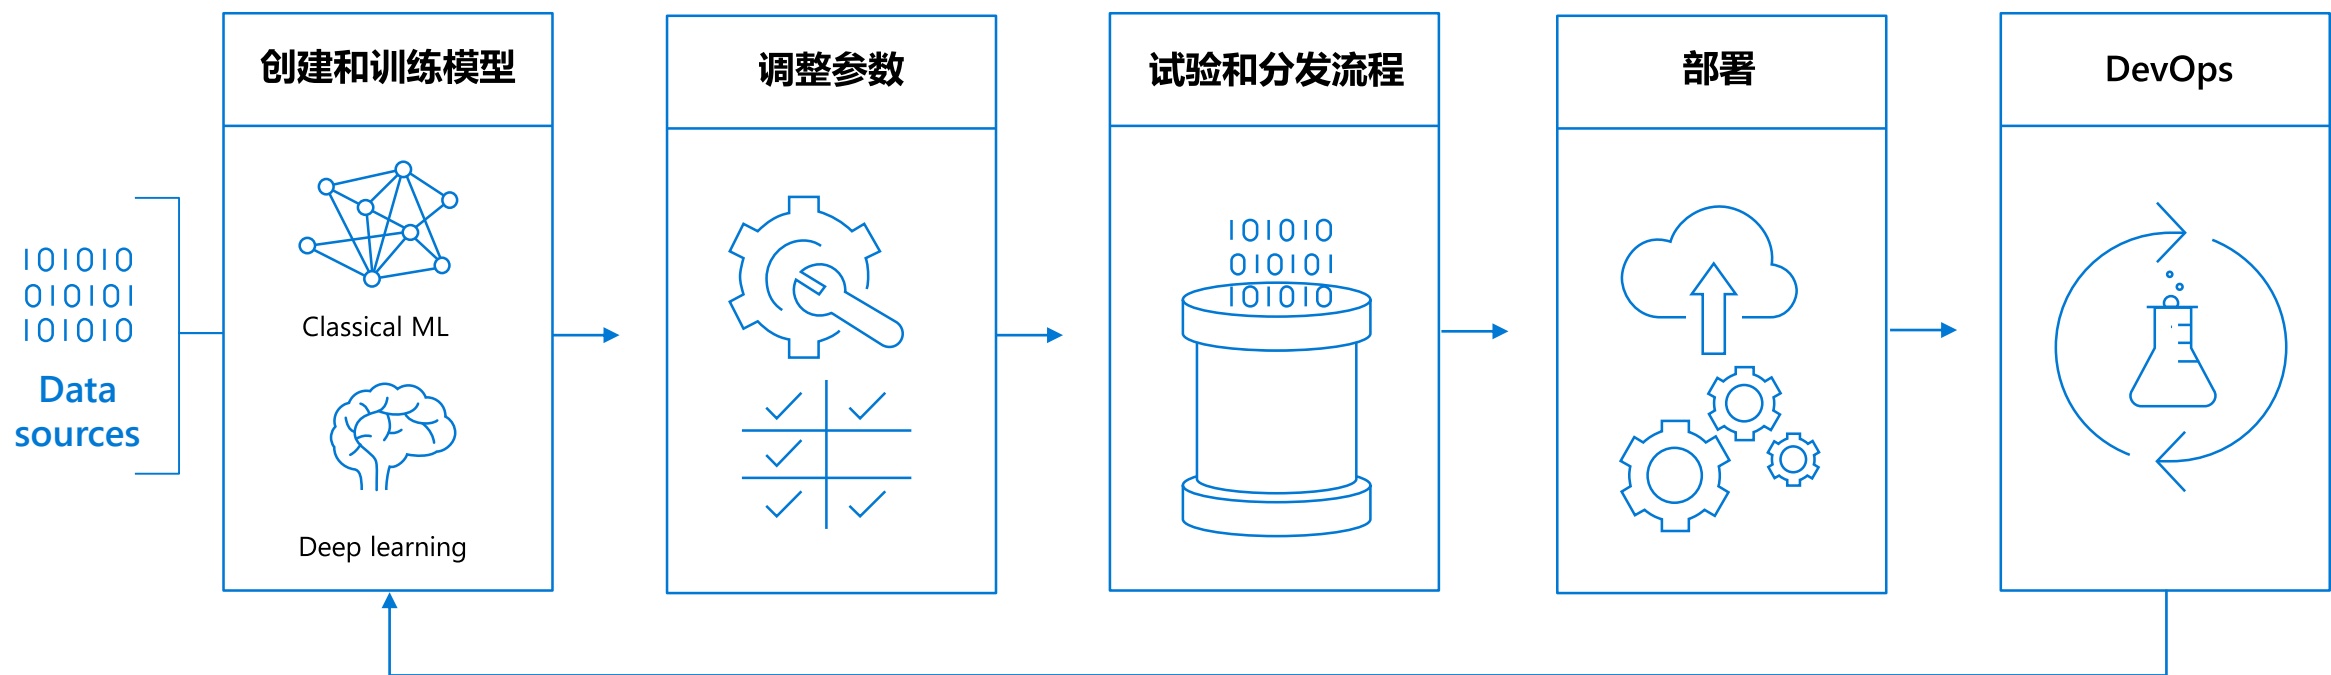 101010
010101
101010
Data
sources
创建和训练模型
Classical ML
Deep learning
调整参数
试验和分发流程
101010
010101
101010
部署
DevOps